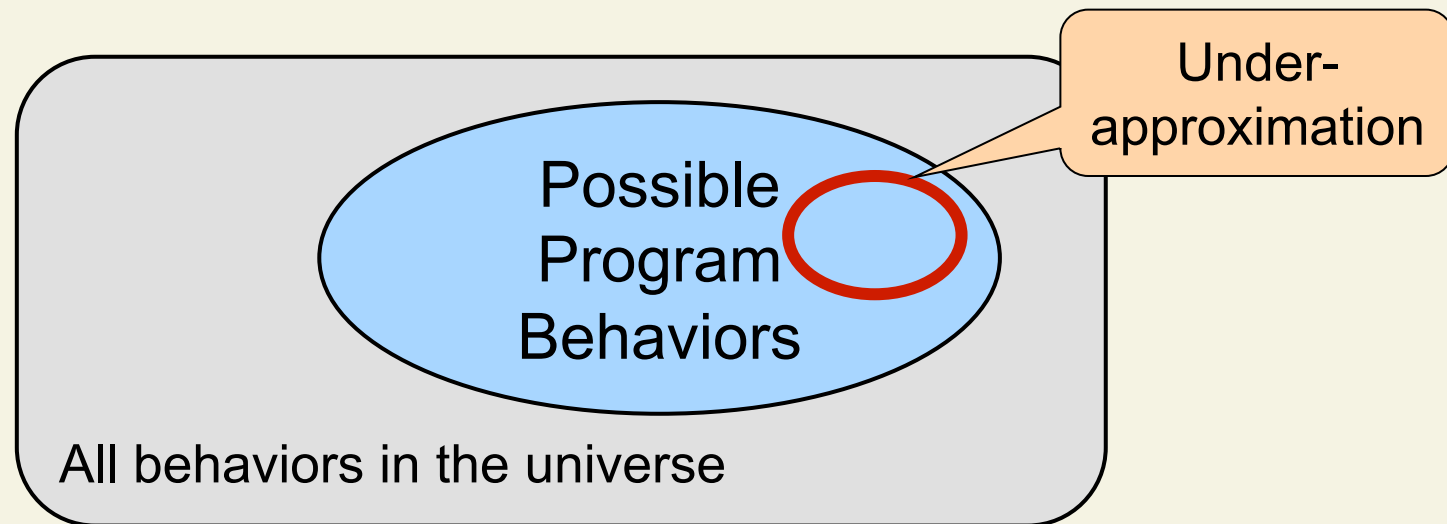 Under-
approximation
Possible
Program
Behaviors
All behaviors in the universe